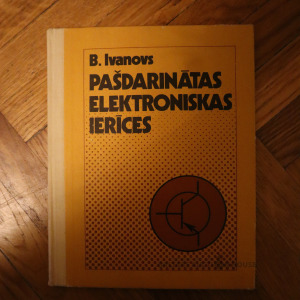 B. Ivanovs
PAŠDARINĀTAS
ELEKTRONISKAS
IERĪCES